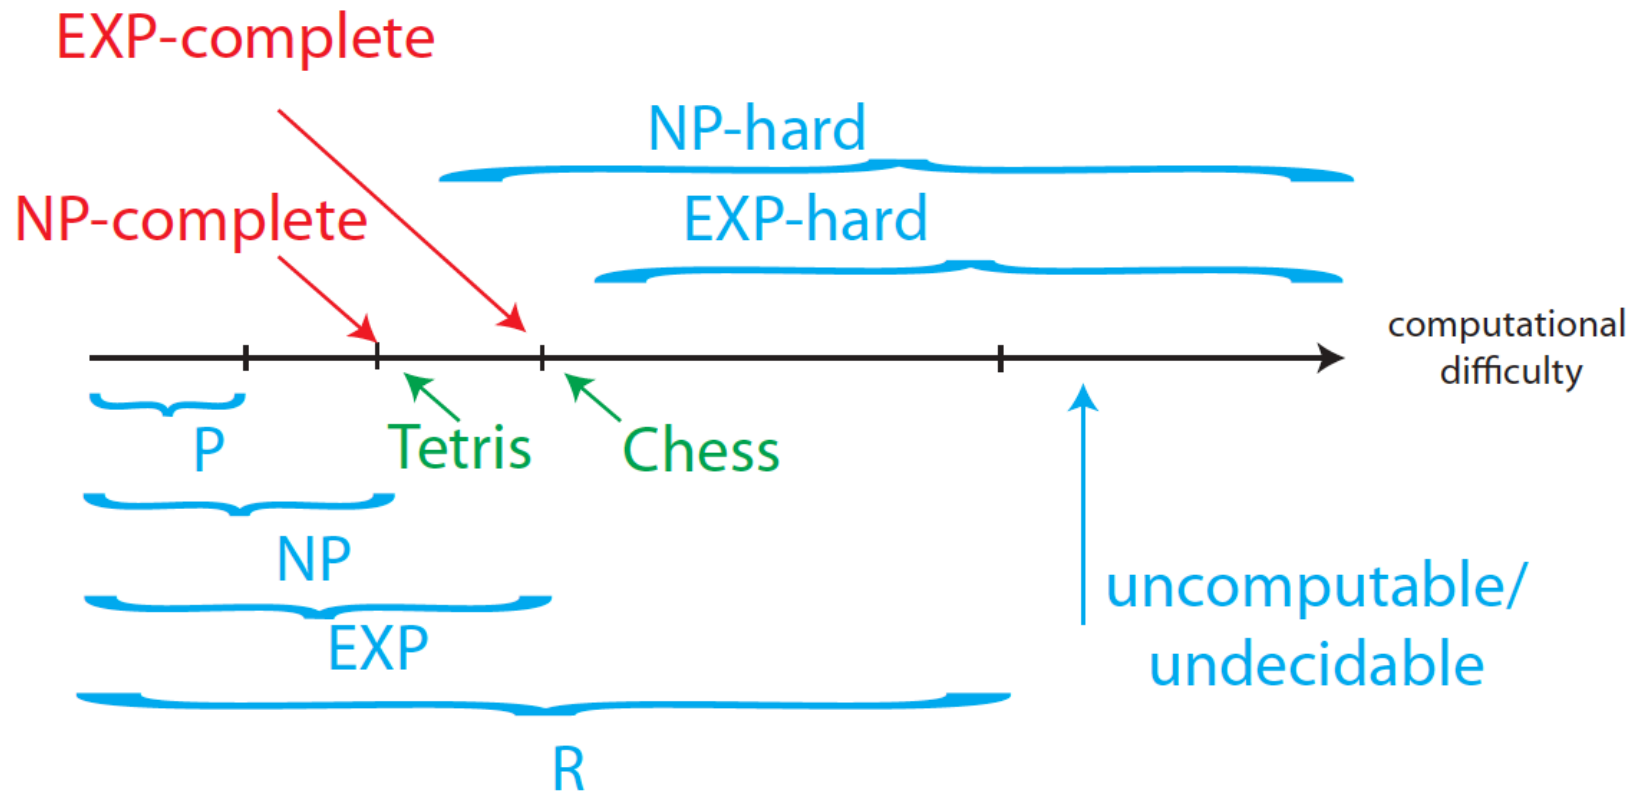 EXP-complete
NP-hard
NP-complete
EXP-hard
computational
difficulty
P
Tetris
Chess
NP
EXP
uncomputable/
undecidable
R